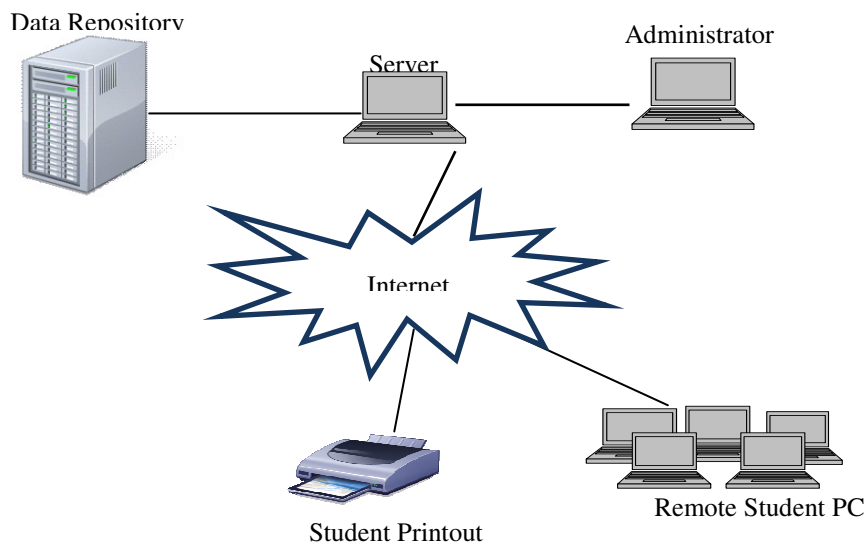 Data Repository
Administrator
Server
Internet
Remote Student PC
Student Printout